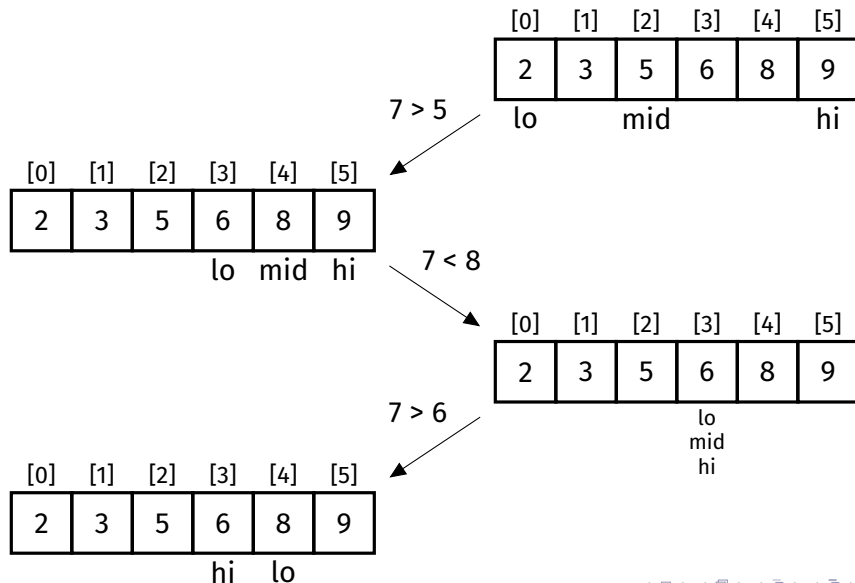 [0] [1] [2] [3] [4] [5]
2 3 5 6 8 9
lo mid hi
7 > 5
[0] [1] [2] [3] [4] [5]
2 3 5 6 8 9
lo mid hi
7 < 8
[0] [1] [2] [3] [4] [5]
2 3 5 6 8 9
lo
mid
hi
7 > 6
[0] [1] [2] [3] [4] [5]
2 3 5 6 8 9
hi lo